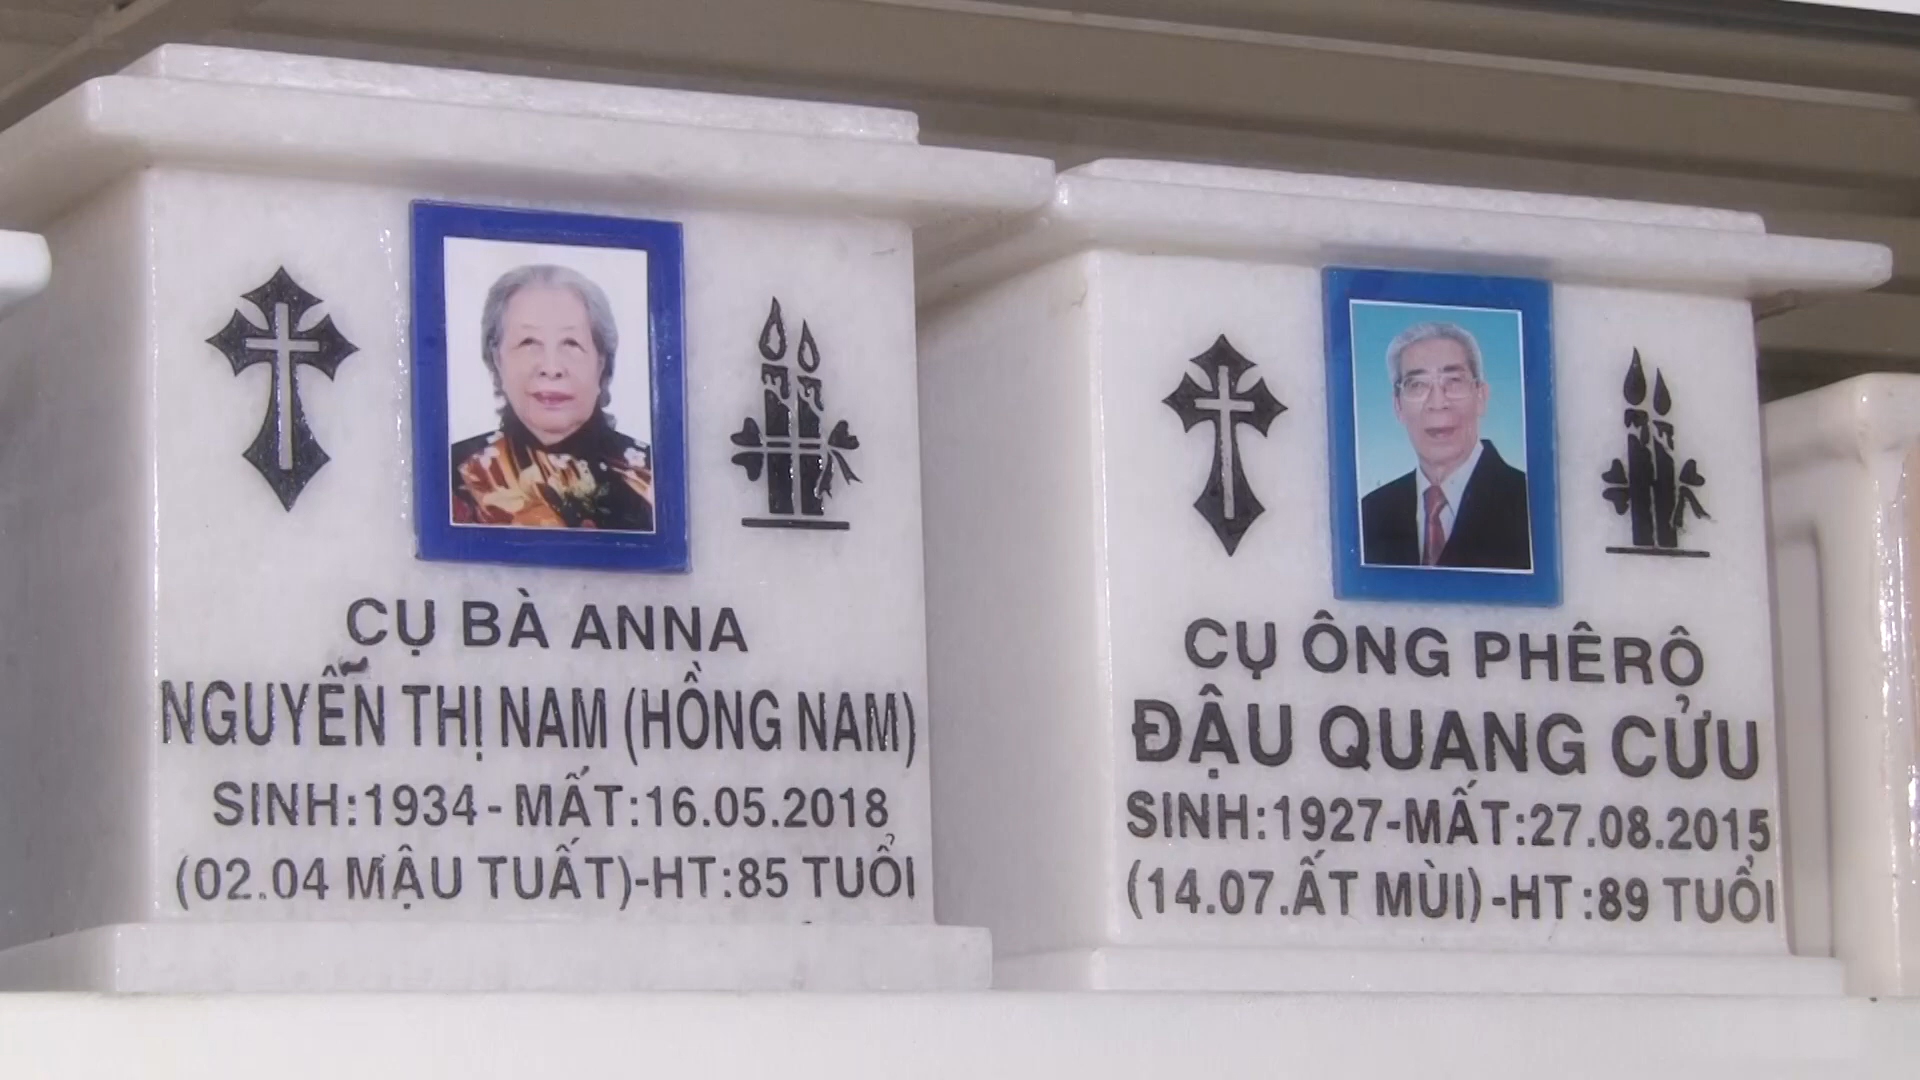 CỤ BÀ ANNA
NGUYỄN THỊ NAM (HỒNG NAM)
SINH:1934 - MẤT:16.05.2018
(02.04 MẬU TUẤT)-HT:85 TUỔI
CỤ ÔNG PHÊRÔ
ĐẬU QUANG CỬU
SINH:1927-MẤT:27.08.2015
(14.07.ẤT MÙI)-HT:89 TUỔI